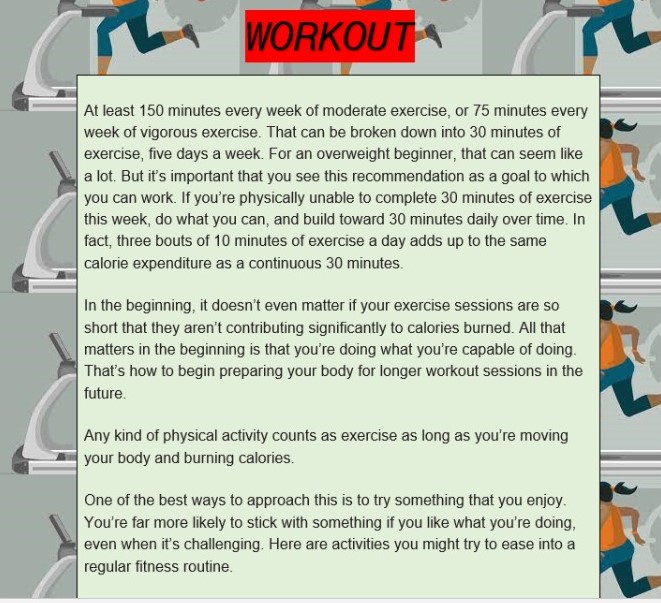 WORKOUT
At least 150 minutes every week of moderate exercise, or 75 minutes every
week of vigorous exercise. That can be broken down into 30 minutes of
exercise, five days a week. For an overweight beginner, that can seem like
a lot. But it’s important that you see this recommendation as a goal to which
you can work. If you’re physically unable to complete 30 minutes of exercise
this week, do what you can, and build toward 30 minutes daily over time. In
fact, three bouts of 10 minutes of exercise a day adds up to the same
calorie expenditure as a continuous 30 minutes.
In the beginning, it doesn’t even matter if your exercise sessions are so
short that they aren’t contributing significantly to calories burned. All that
matters in the beginning is that you’re doing what you’re capable of doing.
That’s how to begin preparing your body for longer workout sessions in the
future.
Any kind of physical activity counts as exercise as long as you’re moving
your body and burning calories.
One of the best ways to approach this is to try something that you enjoy.
You’re far more likely to stick with something if you like what you’re doing,
even when it’s challenging. Here are activities you might try to ease into a
regular fitness routine.